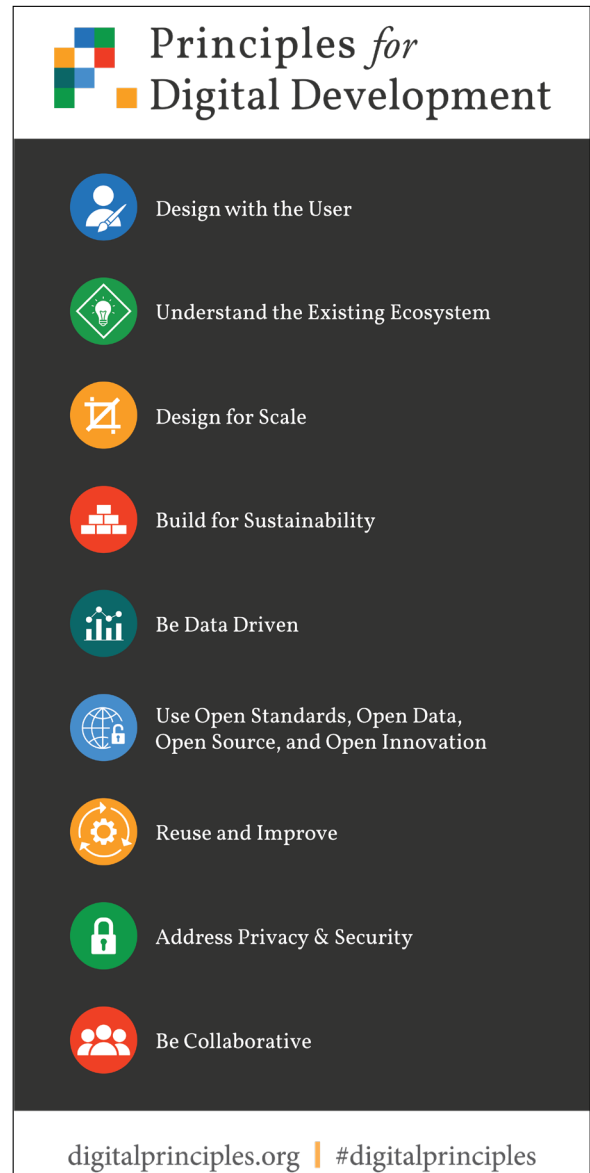 Principles for
Digital Development
Design with the User
Understand the Existing Ecosystem
Design for Scale
Build for Sustainability
Be Data Driven
Use Open Standards, Open Data,
Open Source, and Open Innovation
Reuse and Improve
Address Privacy & Security
Be Collaborative
digitalprinciples.org | #digitalprinciples